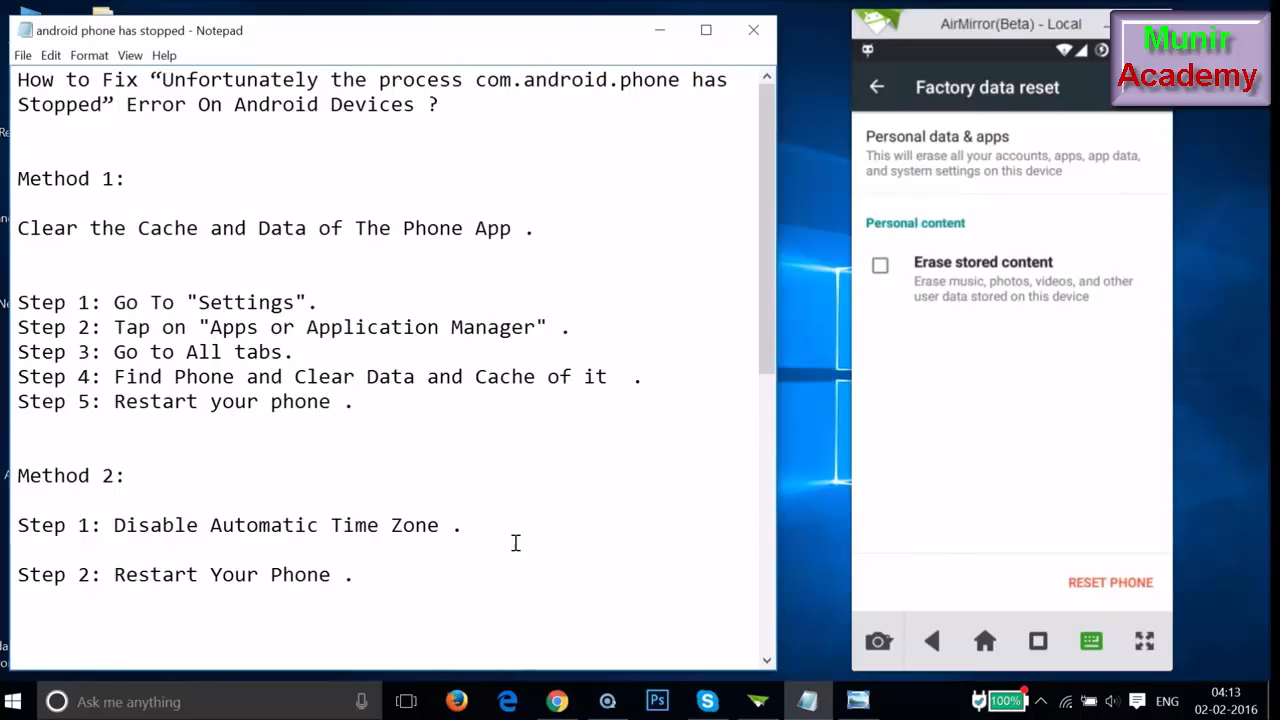 android phone has stopped - Notepad
File Edit Format View Help
How to Fix “Unfortunately the process com.android.phone has
Stopped” Error On Android Devices ?
Method 1:
Clear the Cache and Data of The Phone App .
Step 1: Go To "Settings".
Step 2: Tap on "Apps or Application Manager" .
Step 3: Go to All tabs.
Step 4: Find Phone and Clear Data and Cache of it .
Step 5: Restart your phone .
Method 2:
Step 1: Disable Automatic Time Zone .
Step 2: Restart Your Phone .
AirMirror(Beta) - Local
Munir
Academy
Factory data reset
Personal data & apps
This will erase all your accounts, apps, app data,
and system settings on this device
Personal content
Erase stored content
Erase music, photos, videos, and other
user data stored on this device
RESET PHONE
Ask me anything
Ps
100%
ENG
04:13
02-02-2016